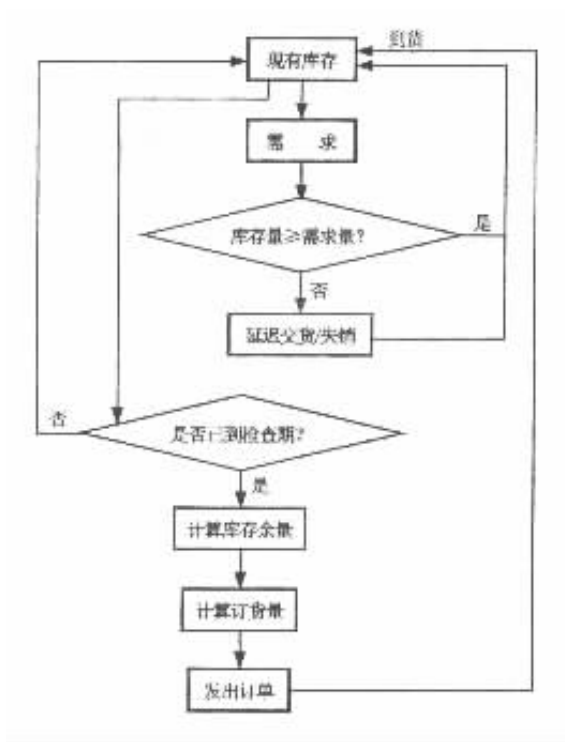 到货
现有库存
需 求
库存量≥需求量?
是
否
延迟交货/失销
否
是否已到检查期?
是
计算库存余量
计算订货量
发出订单